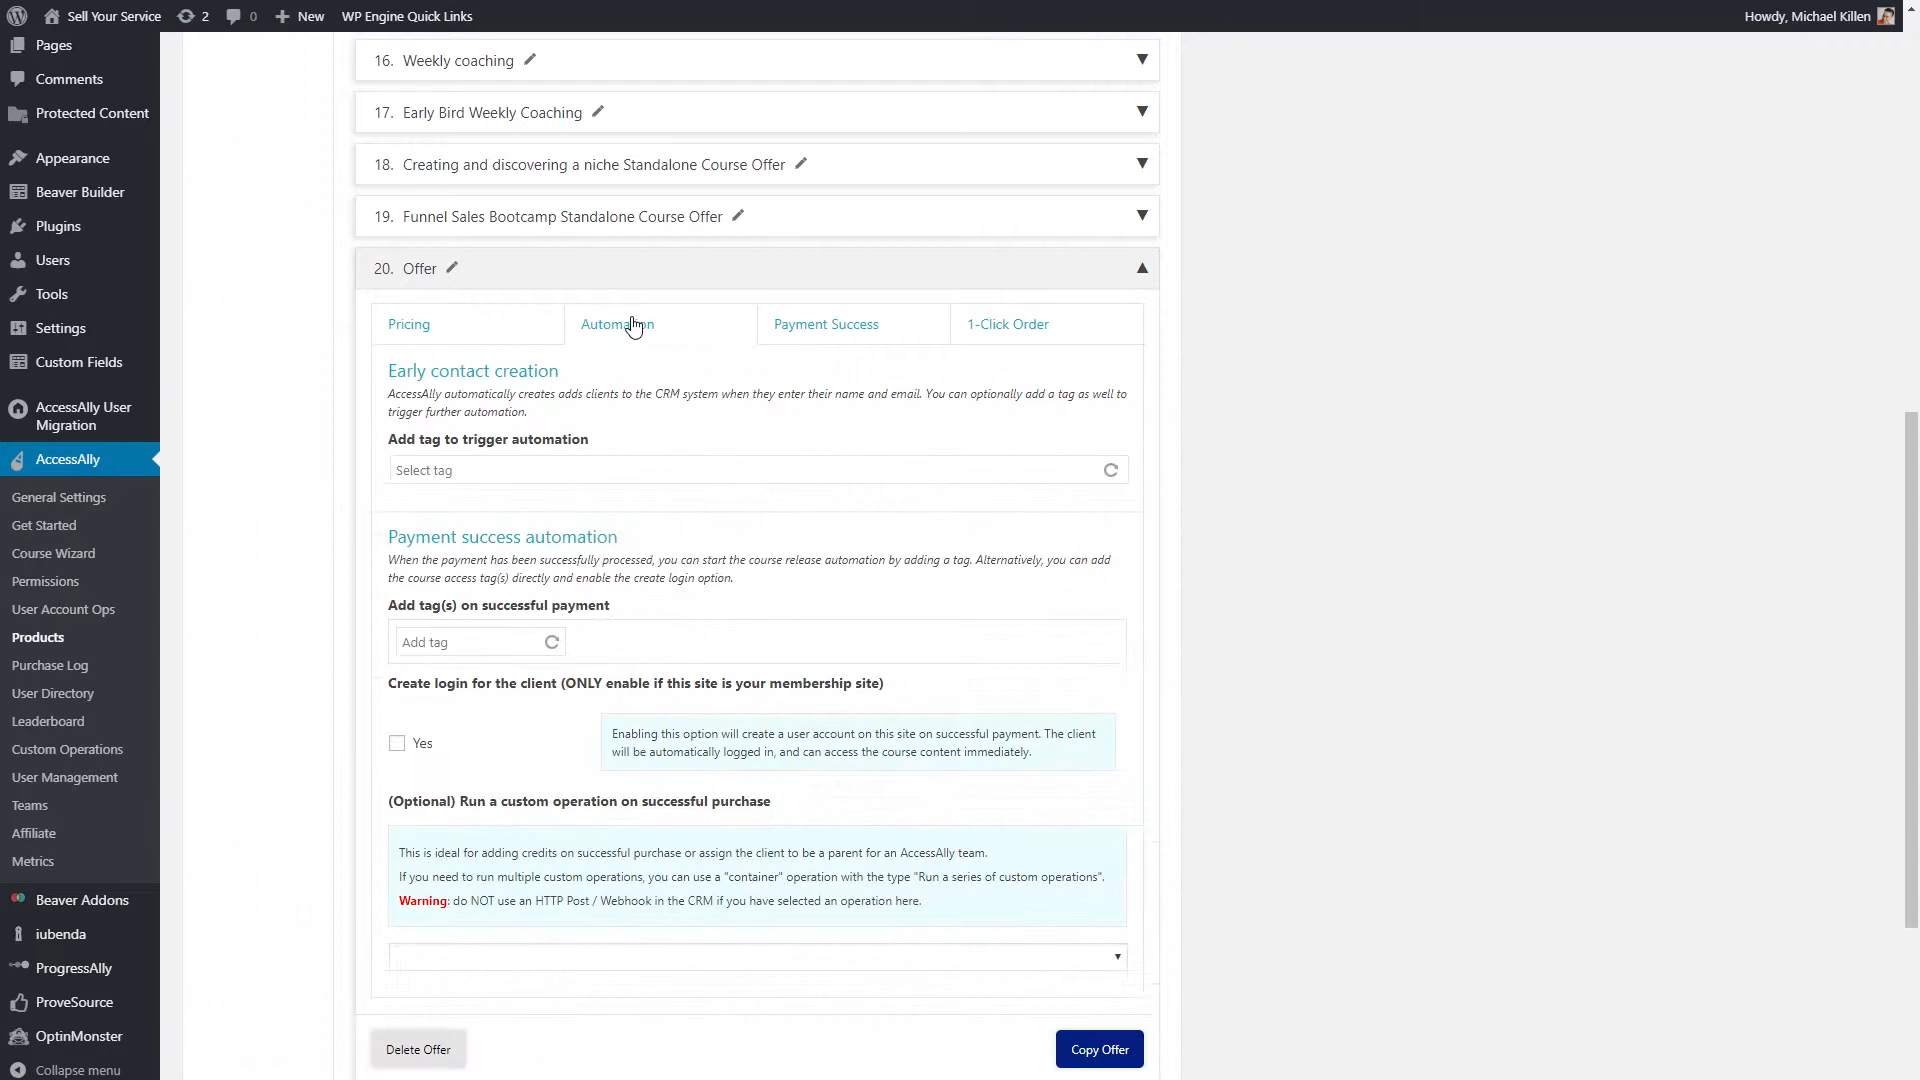 Sell Your Service
2
0
New
WP Engine Quick Links
Howdy, Michael Killen
Pages
Comments
Protected Content
Appearance
Beaver Builder
Plugins
Users
Tools
Settings
Custom Fields
AccessAlly User
Migration
AccessAlly
General Settings
Get Started
Course Wizard
Permissions
User Account Ops
Products
Purchase Log
User Directory
Leaderboard
Custom Operations
User Management
Teams
Affiliate
Metrics
Beaver Addons
iubenda
ProgressAlly
ProveSource
OptinMonster
Collapse menu
16. Weekly coaching
17. Early Bird Weekly Coaching
18. Creating and discovering a niche Standalone Course Offer
19. Funnel Sales Bootcamp Standalone Course Offer
20. Offer
Pricing
Automation
Payment Success
1-Click Order
Early contact creation
AccessAlly automatically creates adds clients to the CRM system when they enter their name and email. You can optionally add a tag as well to
trigger further automation.
Add tag to trigger automation
Select tag
Payment success automation
When the payment has been successfully processed, you can start the course release automation by adding a tag. Alternatively, you can add
the course access tag(s) directly and enable the create login option.
Add tag(s) on successful payment
Add tag
Create login for the client (ONLY enable if this site is your membership site)
Yes
Enabling this option will create a user account on this site on successful payment. The client
will be automatically logged in, and can access the course content immediately.
(Optional) Run a custom operation on successful purchase
This is ideal for adding credits on successful purchase or assign the client to be a parent for an AccessAlly team.
If you need to run multiple custom operations, you can use a "container" operation with the type "Run a series of custom operations".
Warning: do NOT use an HTTP Post / Webhook in the CRM if you have selected an operation here.
Delete Offer
Copy Offer